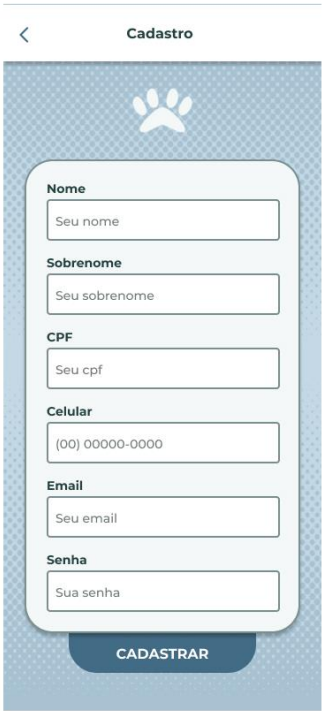 Cadastro
Nome
Seu nome
Sobrenome
Seu sobrenome
CPF
Seu cpf
Celular
(00) 00000-0000
Email
Seu email
Senha
Sua senha
CADASTRAR